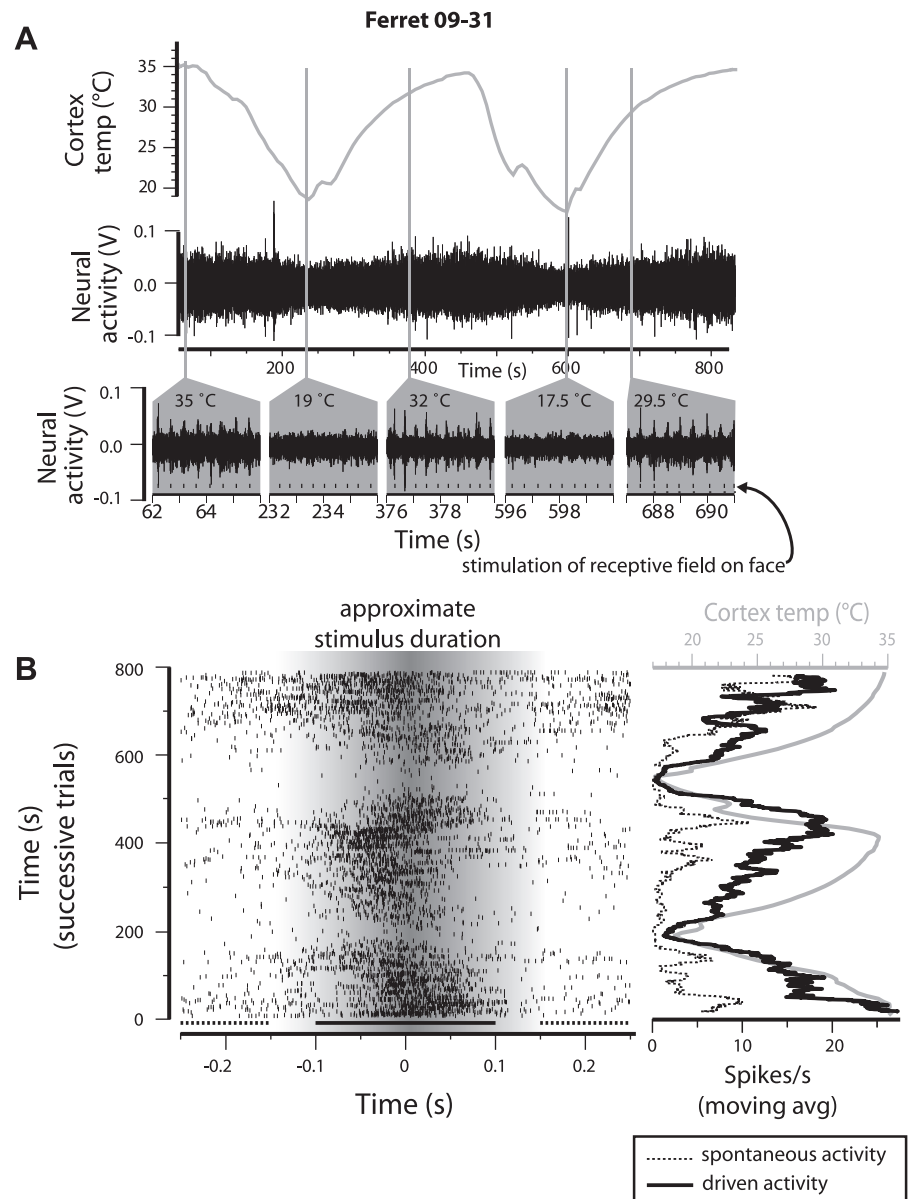 Ferret 09-31
A
Cortex
temp (°C)
35
30
25
20
Neural
activity (V)
0.1
0.0
-0.1
200
400
Time (s)
600
800
Neural
activity (V)
0.1
0.0
-0.1
35 ˚C
19 ˚C
32 ˚C
17.5 ˚C
29.5 ˚C
62 64 232 234 376 378 596 598 688 690
Time (s)
stimulation of receptive field on face
approximate
stimulus duration
B
Time (s)
(successive trials)
800
600
400
200
0
-0.2 -0.1 0 0.1 0.2
Time (s)
Cortex temp (°C)
20 25 30 35
0 10 20
Spikes/s
(moving avg)
spontaneous activity
driven activity